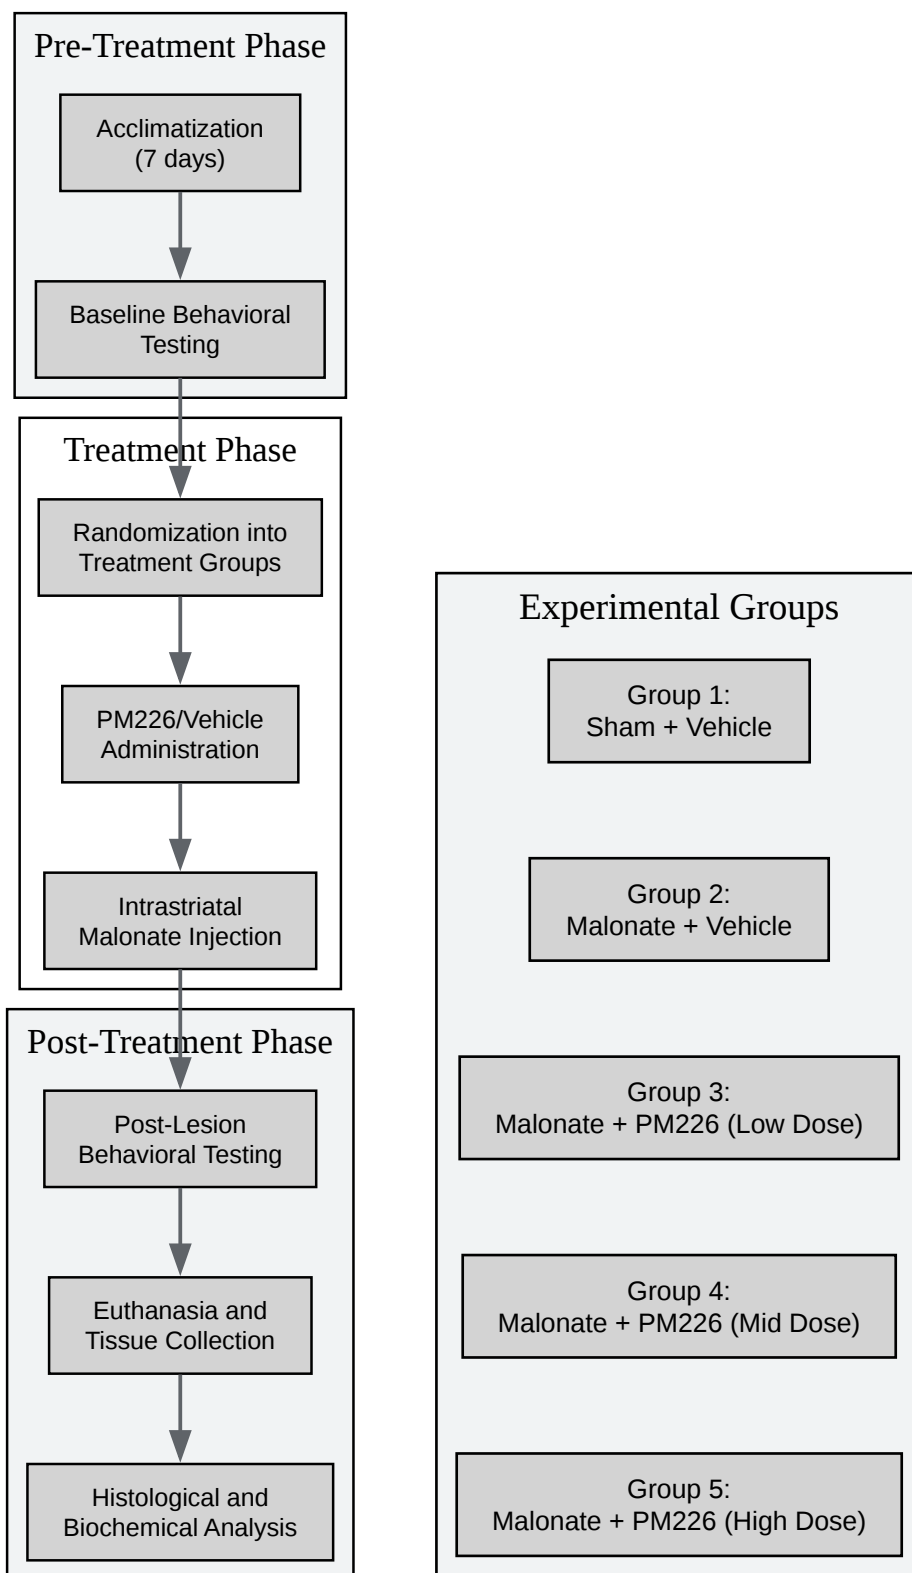 Pre-Treatment Phase
Acclimatization
(7 days)
Baseline Behavioral
Testing
Treatment Phase
Randomization into
Treatment Groups
PM226/Vehicle
Administration
Intrastriatal
Malonate Injection
Post-Treatment Phase
Post-Lesion
Behavioral Testing
Euthanasia and
Tissue Collection
Histological and
Biochemical Analysis
Experimental Groups
Group 1:
Sham + Vehicle
Group 2:
Malonate + Vehicle
Group 3:
Malonate + PM226 (Low Dose)
Group 4:
Malonate + PM226 (Mid Dose)
Group 5:
Malonate + PM226 (High Dose)